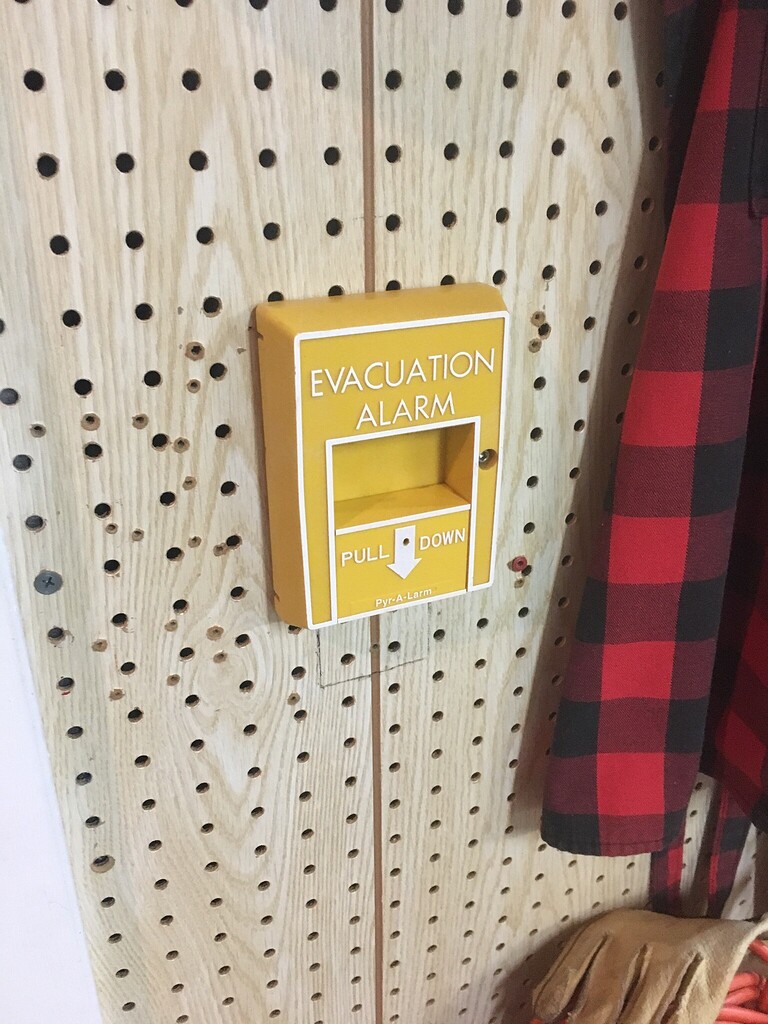 EVACUATION
ALARM
PULL DOWN
Pyr-A-Larm